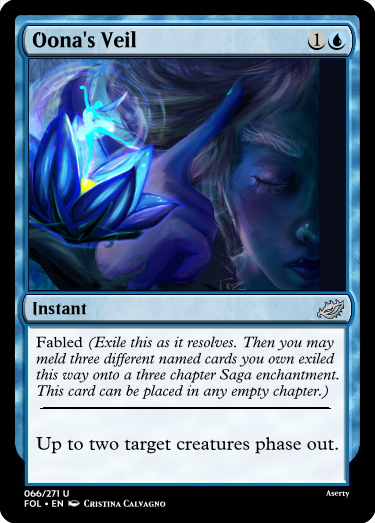 Oona's Veil 1
Instant
Fabled (Exile this as it resolves. Then you may
meld three different named cards you own exiled
this way onto a three chapter Saga enchantment.
This card can be placed in any empty chapter.)
Up to two target creatures phase out.
066/271 U
Aserty
FOL • EN Cristina Calvagno